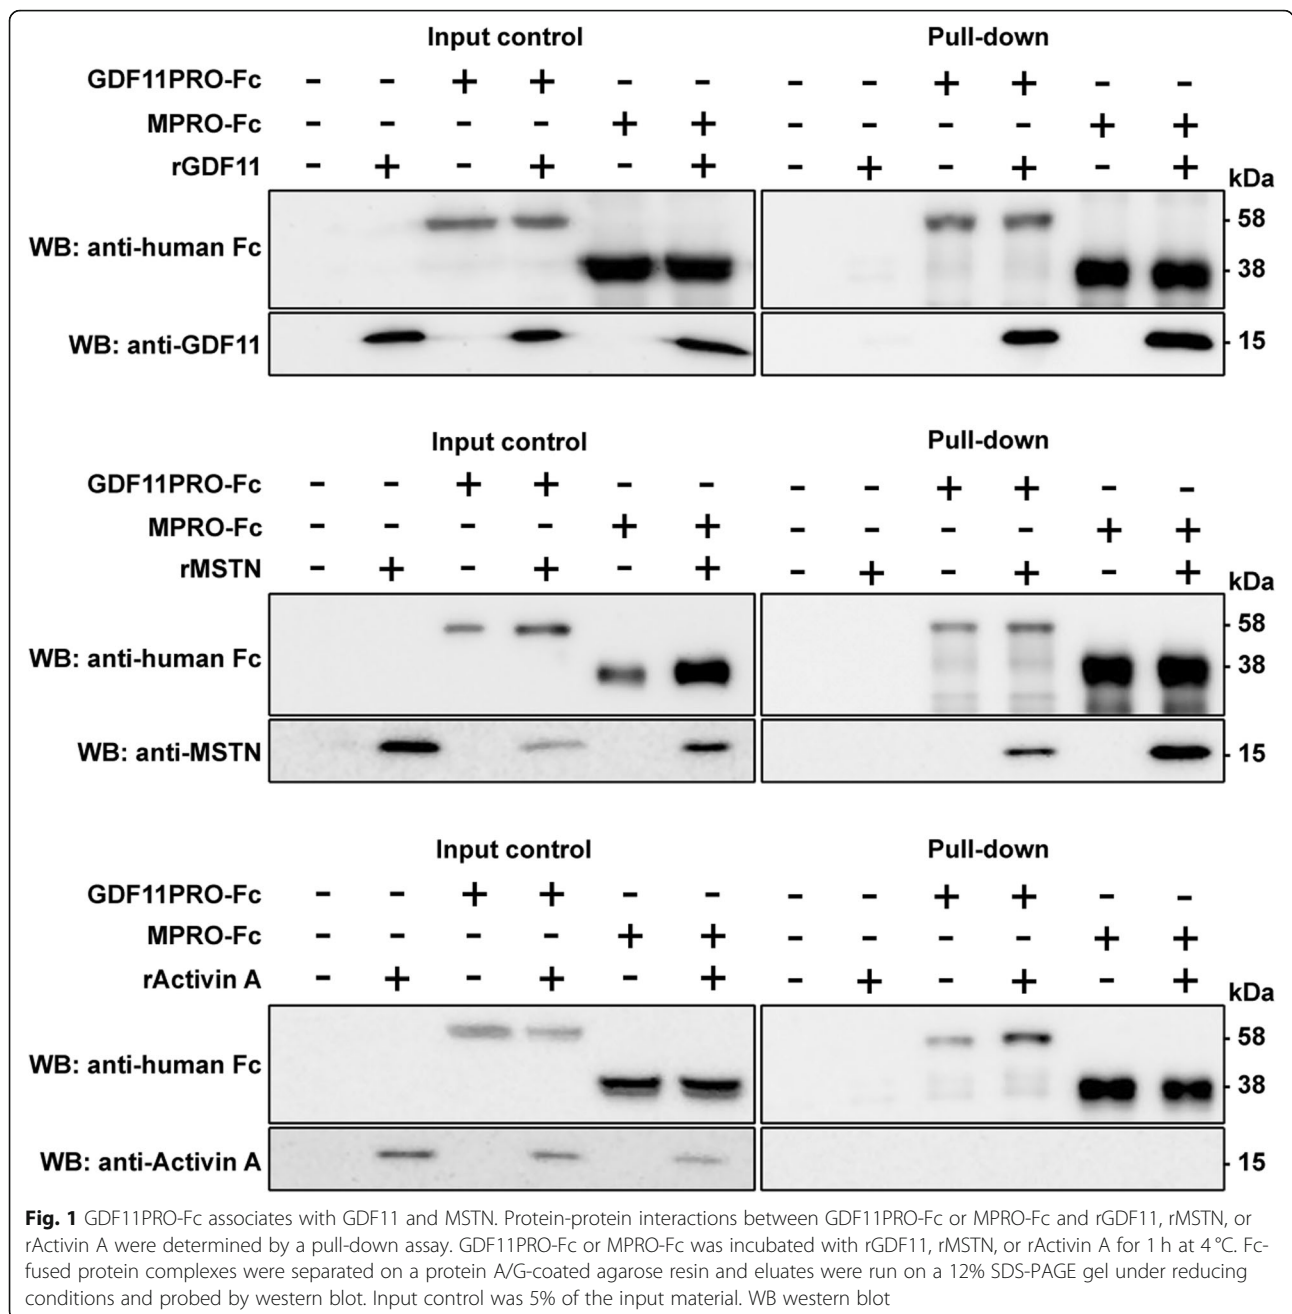 Input control Pull-down
GDF11PRO-Fc - - + + - - - - + + - -
MPRO-Fc - - - - + + - - - - + +
rGDF11 - + - + - + - + - + - +
kDa
WB: anti-human Fc
58
38
WB: anti-GDF11 15
Input control Pull-down
GDF11PRO-Fc - - + + - - - - + + - -
MPRO-Fc - - - - + + - - - - + +
rMSTN - + - + - + - + - + - +
kDa
WB: anti-human Fc
58
38
WB: anti-MSTN 15
Input control Pull-down
GDF11PRO-Fc - - + + - - - - + + - -
MPRO-Fc - - - - + + - - - - + +
rActivin A - + - + - + - + - + - +
kDa
WB: anti-human Fc
58
38
WB: anti-Activin A 15
Fig. 1 GDF11PRO-Fc associates with GDF11 and MSTN. Protein-protein interactions between GDF11PRO-Fc or MPRO-Fc and rGDF11, rMSTN, or
rActivin A were determined by a pull-down assay. GDF11PRO-Fc or MPRO-Fc was incubated with rGDF11, rMSTN, or rActivin A for 1 h at 4 °C. Fc-
fused protein complexes were separated on a protein A/G-coated agarose resin and eluates were run on a 12% SDS-PAGE gel under reducing
conditions and probed by western blot. Input control was 5% of the input material. WB western blot